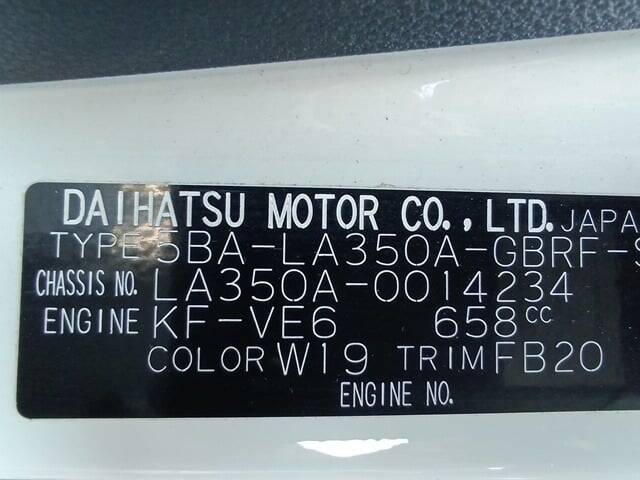 DAIHATSU MOTOR CO., LTD. JAPA
TYPE 5BA-LA350A-GBRF-S
CHASSIS NO. LA350A-0014234
ENGINE KF-VE6 658CC
COLOR W19 TRIM FB20
ENGINE NO.